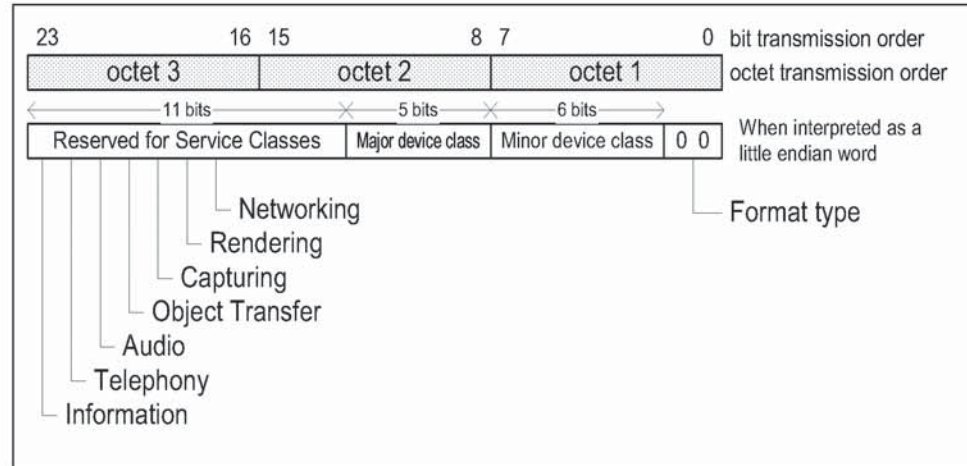 23 16 15 8 7 0 bit transmission order
octet 3 octet 2 octet 1 octet transmission order
11 bits 5 bits 6 bits
Reserved for Service Classes Major device class Minor device class 0 0 When interpreted as a
little endian word
Networking Format type
Rendering
Capturing
Object Transfer
Audio
Telephony
Information